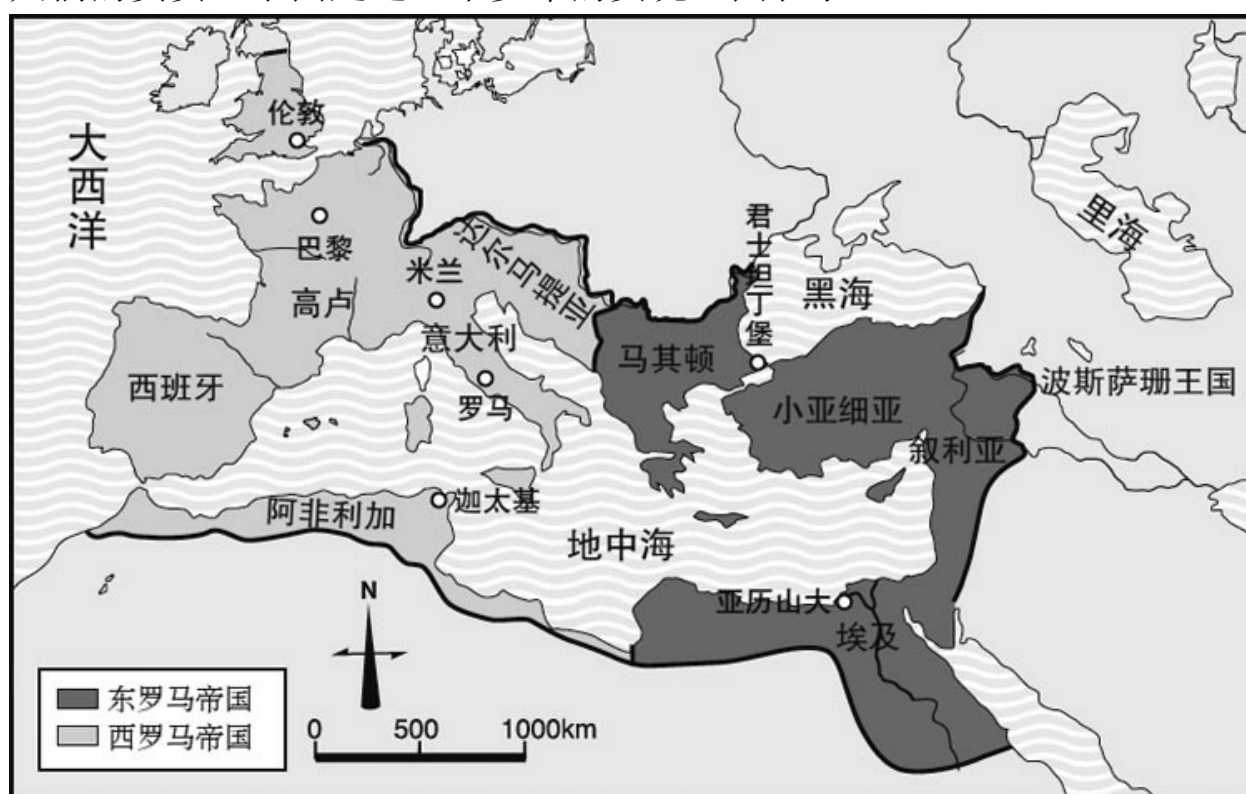 伦敦
大西洋
巴黎
高卢
米兰
达尔马提亚
意大利
罗马
西班牙
君士坦丁堡
黑海
里海
马其顿
小亚细亚
叙利亚
波斯萨珊王国
阿非利加
迦太基
地中海
亚历山大
埃及
N
东罗马帝国
西罗马帝国
0 500 1000km